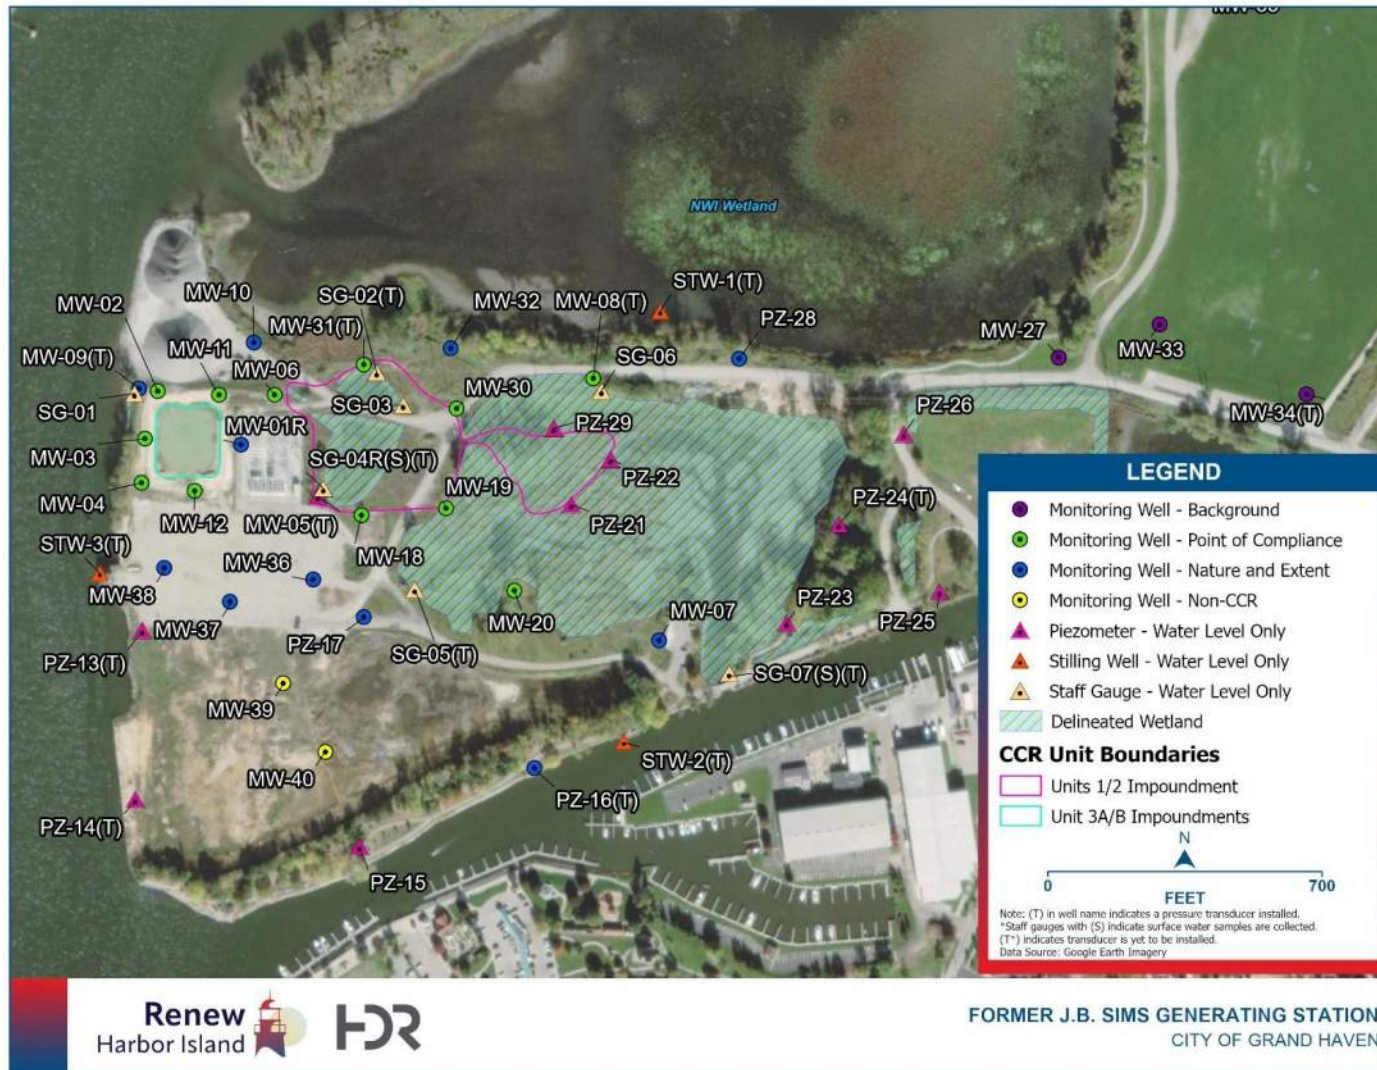 NWI Wetland
STW-1(T)
SG-02(T)
MW-10
MW-32
MW-08(T)
MW-02
MW-31(T)
PZ-28
MW-27
MW-09(T)
MW-11
MW-06
SG-06
MW-33
SG-01
SG-03
MW-30
MW-34(T)
MW-01R
PZ-29
PZ-26
MW-03
SG-04R(S)(T)
PZ-22
MW-04
MW-19
PZ-24(T)
MW-12
MW-05(T)
PZ-21
STW-3(T)
MW-18
MW-36
MW-38
PZ-23
PZ-25
MW-37
PZ-17
MW-20
MW-07
PZ-13(T)
SG-05(T)
SG-07(S)(T)
MW-39
STW-2(T)
MW-40
PZ-16(T)
PZ-14(T)
PZ-15
LEGEND
Monitoring Well - Background
Monitoring Well - Point of Compliance
Monitoring Well - Nature and Extent
Monitoring Well - Non-CCR
Piezometer - Water Level Only
Stilling Well - Water Level Only
Staff Gauge - Water Level Only
Delineated Wetland
CCR Unit Boundaries
Units 1/2 Impoundment
Unit 3A/B Impoundments
N
0 700
FEET
Note: (T) in well name indicates a pressure transducer installed.
*Staff gauges with (S) indicate surface water samples are collected.
(T*) indicates transducer is yet to be installed.
Data Source: Google Earth Imagery
Renew
Harbor Island
HDR
FORMER J.B. SIMS GENERATING STATION
CITY OF GRAND HAVEN